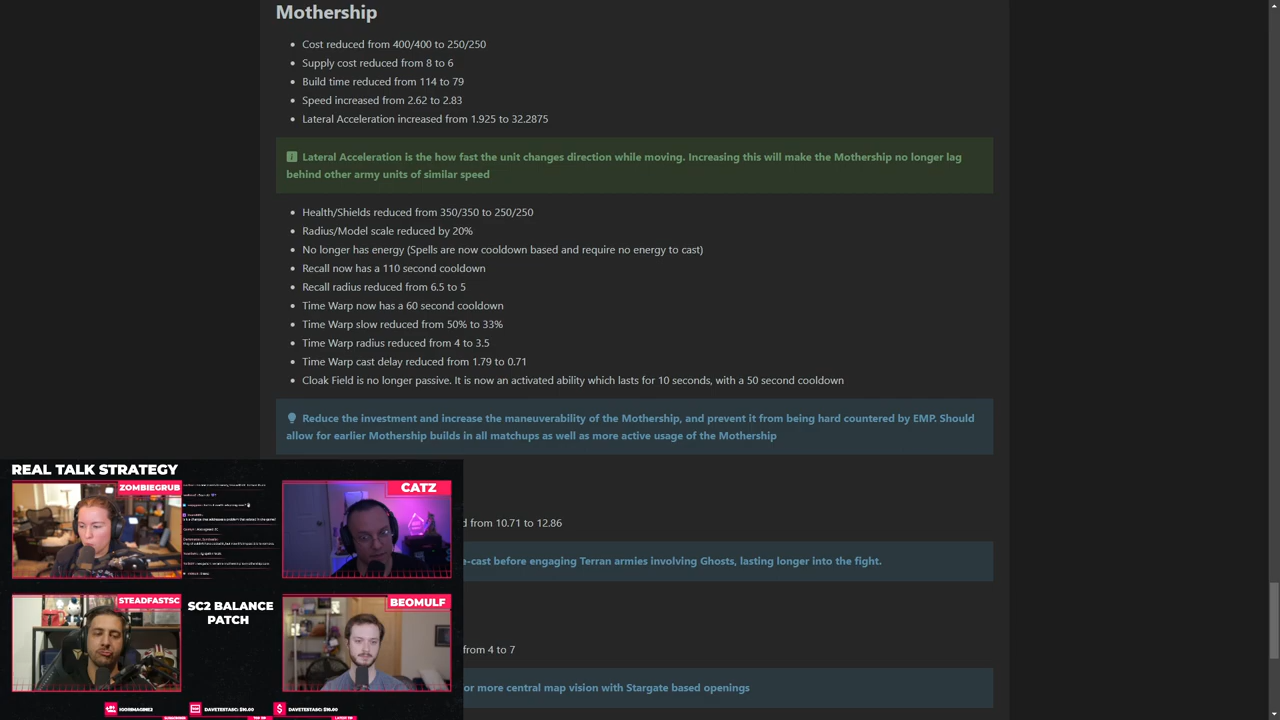 Mothership
• Cost reduced from 400/400 to 250/250
• Supply cost reduced from 8 to 6
• Build time reduced from 114 to 79
• Speed increased from 2.62 to 2.83
• Lateral Acceleration increased from 1.925 to 32.2875
Lateral Acceleration is the how fast the unit changes direction while moving. Increasing this will make the Mothership no longer lag
behind other army units of similar speed
• Health/Shields reduced from 350/350 to 250/250
• Radius/Model scale reduced by 20%
• No longer has energy (Spells are now cooldown based and require no energy to cast)
• Recall now has a 110 second cooldown
• Recall radius reduced from 6.5 to 5
• Time Warp now has a 60 second cooldown
• Time Warp slow reduced from 50% to 33%
• Time Warp radius reduced from 4 to 3.5
• Time Warp cast delay reduced from 1.79 to 0.71
• Cloak Field is no longer passive. It is now an activated ability which lasts for 10 seconds, with a 50 second cooldown
Reduce the investment and increase the maneuverability of the Mothership, and prevent it from being hard countered by EMP. Should
allow for earlier Mothership builds in all matchups as well as more active usage of the Mothership
d from 10.71 to 12.86
e-cast before engaging Terran armies involving Ghosts, lasting longer into the fight.
from 4 to 7
or more central map vision with Stargate based openings
REAL TALK STRATEGY
ZOMBIEGRUB
CATZ
STEADFASTSC
SC2 BALANCE
PATCH
BEOMULF
DAVETESTASC: $10.00
DAVETESTASC: $10.00